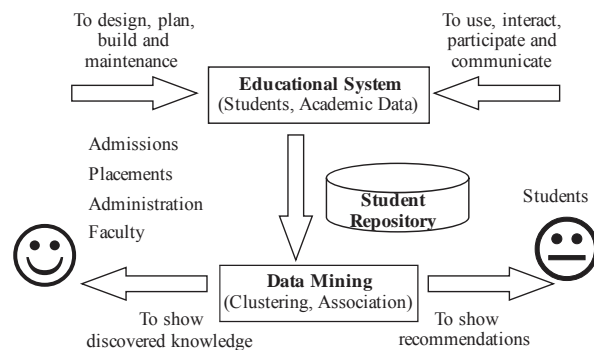 To design, plan,
build and
maintenance
To use, interact,
participate and
communicate
Educational System
(Students, Academic Data)
Admissions
Placements
Administration
Faculty
Student
Repository
Students
Data Mining
(Clustering, Association)
To show
discovered knowledge
To show
recommendations